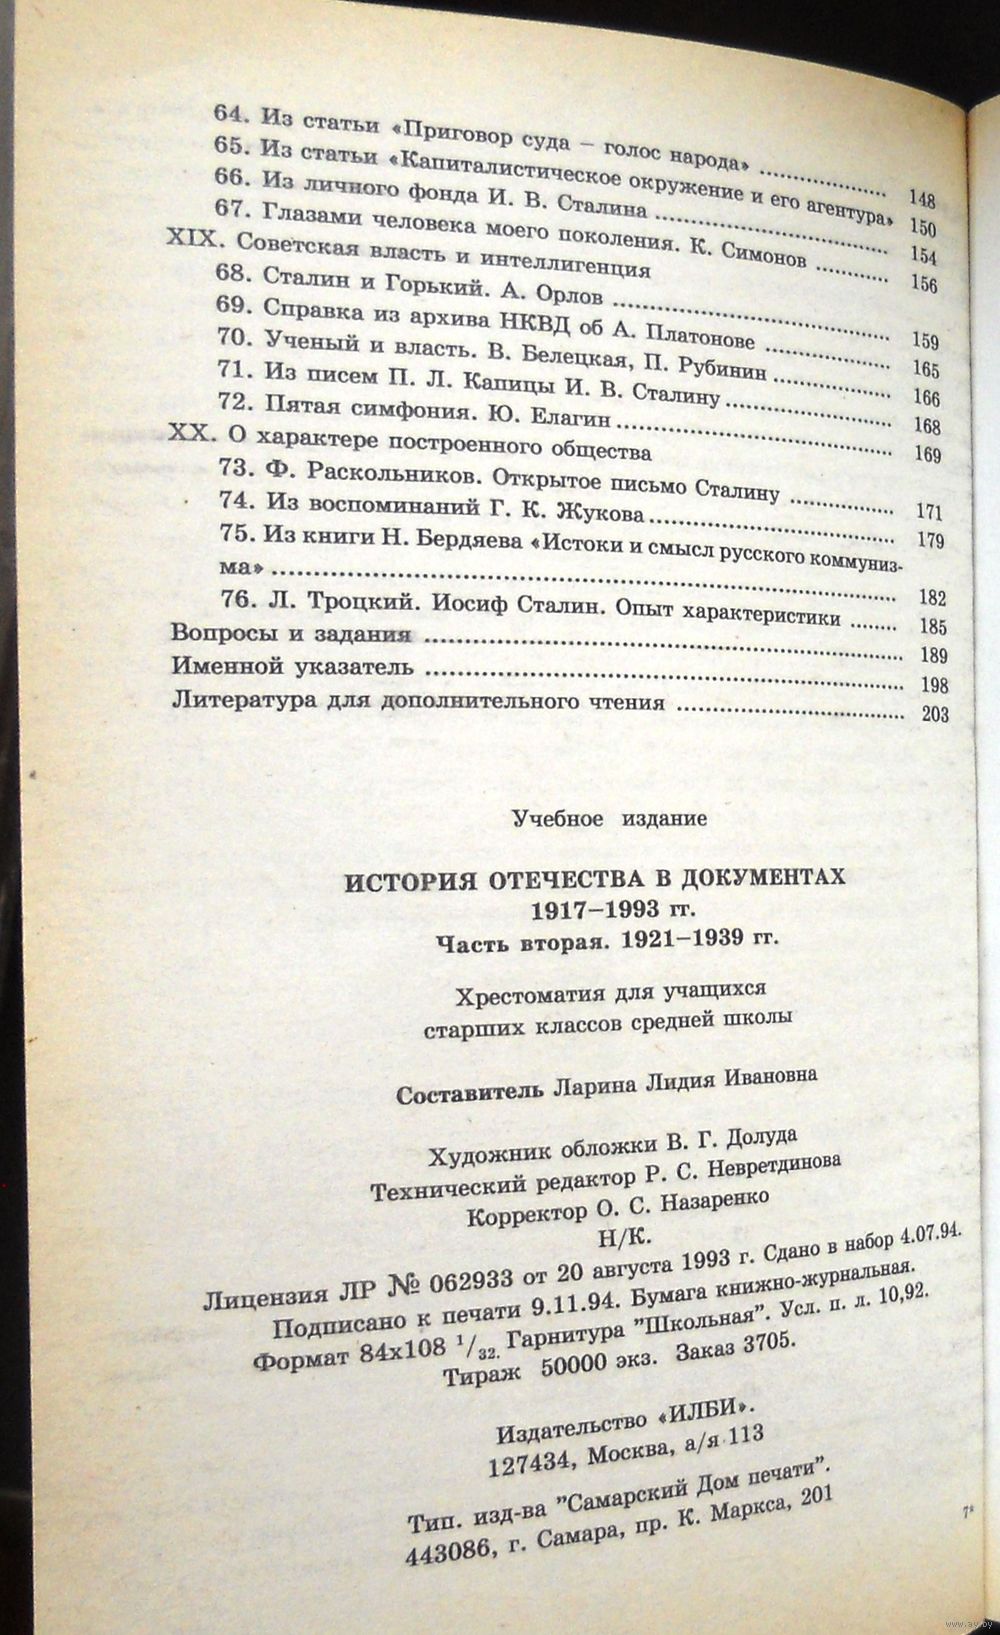 64. Из статьи «Приговор суда – голос народа» .................. 148
65. Из статьи «Капиталистическое окружение и его агентура» 150
66. Из личного фонда И. В. Сталина .................. 154
67. Глазами человека моего поколения. К. Симонов ........... 156
XIX. Советская власть и интеллигенция
68. Сталин и Горький. А. Орлов .................. 159
69. Справка из архива НКВД об А. Платонове .................. 165
70. Ученый и власть. В. Белецкая, П. Рубинин .................. 166
71. Из писем П. Л. Капицы И. В. Сталину .................. 168
72. Пятая симфония. Ю. Елагин .................. 169
XX. О характере построенного общества
73. Ф. Раскольников. Открытое письмо Сталину ............... 171
74. Из воспоминаний Г. К. Жукова .................. 179
75. Из книги Н. Бердяева «Истоки и смысл русского коммуниз-
ма» .................. 182
76. Л. Троцкий. Иосиф Сталин. Опыт характеристики ........ 185
Вопросы и задания .................. 189
Именной указатель .................. 198
Литература для дополнительного чтения .................. 203
Учебное издание
ИСТОРИЯ ОТЕЧЕСТВА В ДОКУМЕНТАХ
1917–1993 гг.
Часть вторая. 1921–1939 гг.
Хрестоматия для учащихся
старших классов средней школы
Составитель Ларина Лидия Ивановна
Художник обложки В. Г. Долуда
Технический редактор Р. С. Невретдинова
Корректор О. С. Назаренко
Н/К.
Лицензия ЛР № 062933 от 20 августа 1993 г. Сдано в набор 4.07.94.
Подписано к печати 9.11.94. Бумага книжно-журнальная.
Формат 84х108 1/32. Гарнитура "Школьная". Усл. п. л. 10,92.
Тираж 50000 экз. Заказ 3705.
Издательство «ИЛБИ».
127434, Москва, а/я 113
Тип. изд-ва "Самарский Дом печати".
443086, г. Самара, пр. К. Маркса, 201
7*
www.av.by